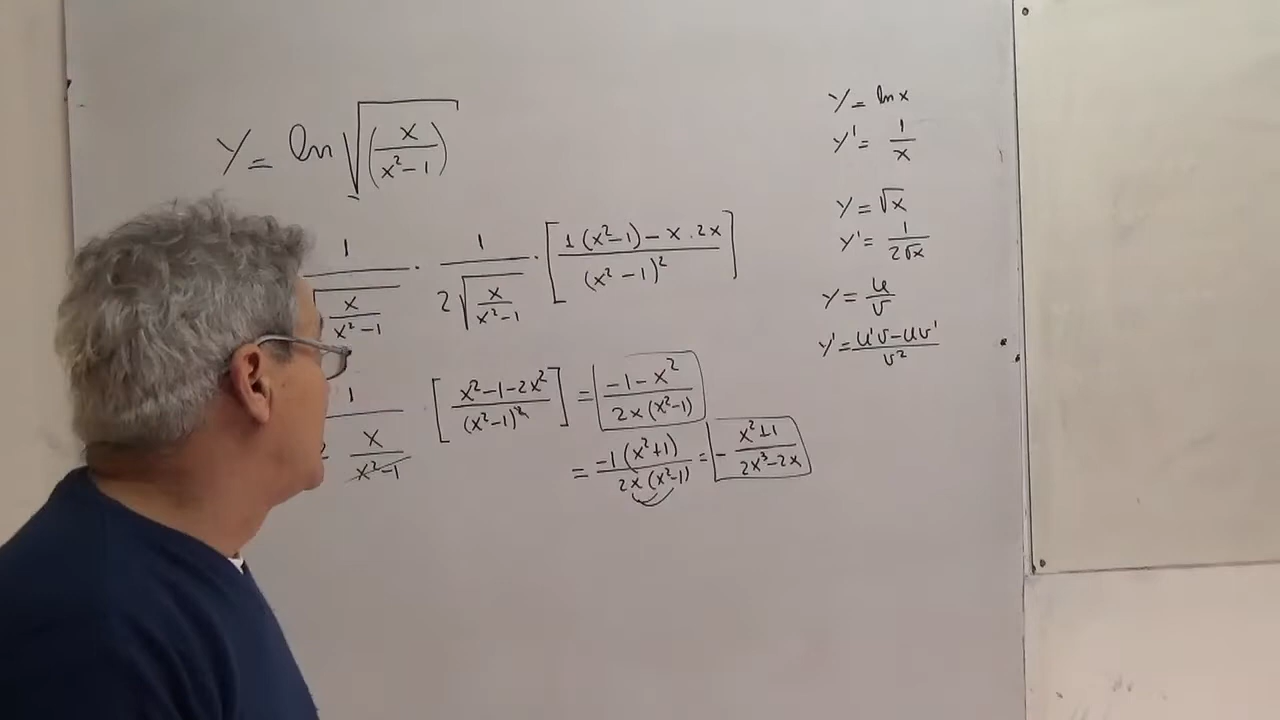 Y = ln √(x/(x²-1))
1/√(x/(x²-1)) · 1/(2√(x/(x²-1))) · [(1(x²-1) - x.2x)/(x²-1)²]
1/(x/(x²-1)) [(x²-1-2x²)/(x²-1)²] = (-1-x²)/(2x(x²-1))
= -1(x²+1)/(2x(x²-1)) = - (x²+1)/(2x³-2x)
Y = ln x
Y' = 1/x
Y = √x
Y' = 1/(2√x)
Y = u/v
Y' = (u'v-uv')/v²